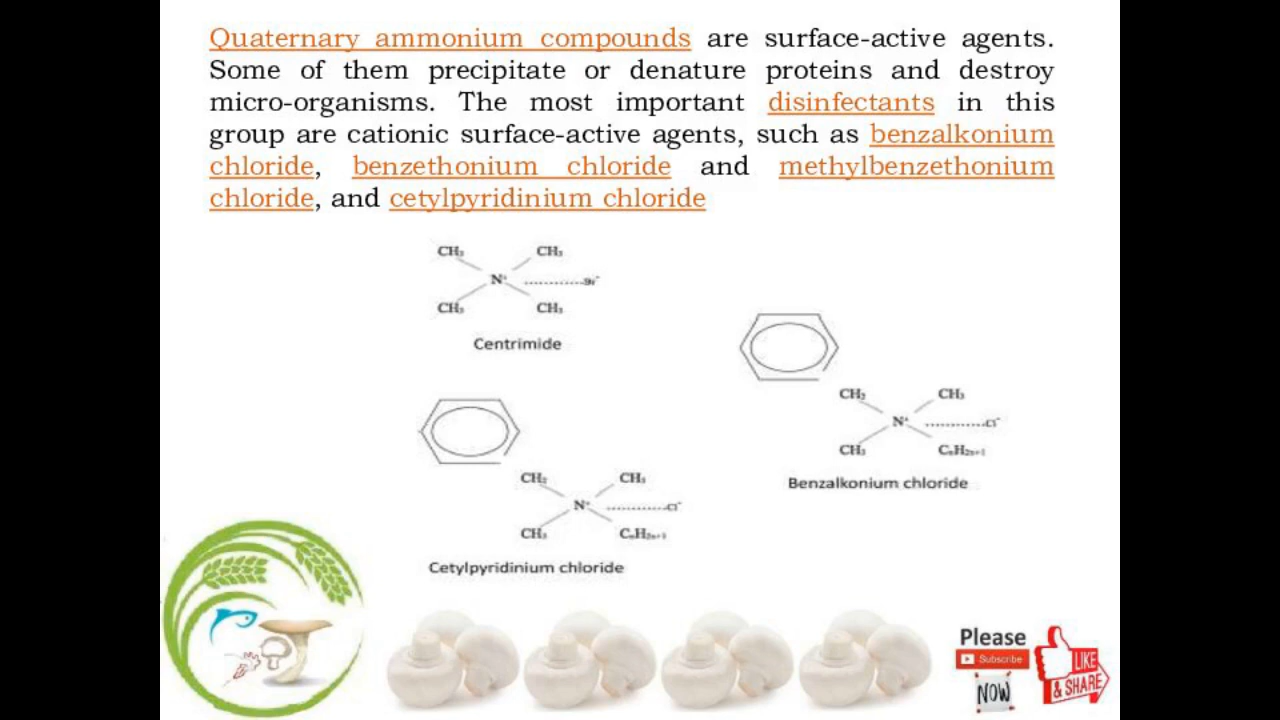 Quaternary ammonium compounds are surface-active agents.
Some of them precipitate or denature proteins and destroy
micro-organisms. The most important disinfectants in this
group are cationic surface-active agents, such as benzalkonium
chloride, benzethonium chloride and methylbenzethonium
chloride, and cetylpyridinium chloride
CH₃ CH₃
N⁺ Br⁻
CH₃ CH₃
Centrimide
CH₂ CH₃
N⁺ Cl⁻
CH₃ CₙH₂ₙ₊₁
Benzalkonium chloride
CH₂ CH₃
N⁺ Cl⁻
CH₃ CₙH₂ₙ₊₁
Cetylpyridinium chloride
Please
Subscribe
NOW
LIKE
& SHARE